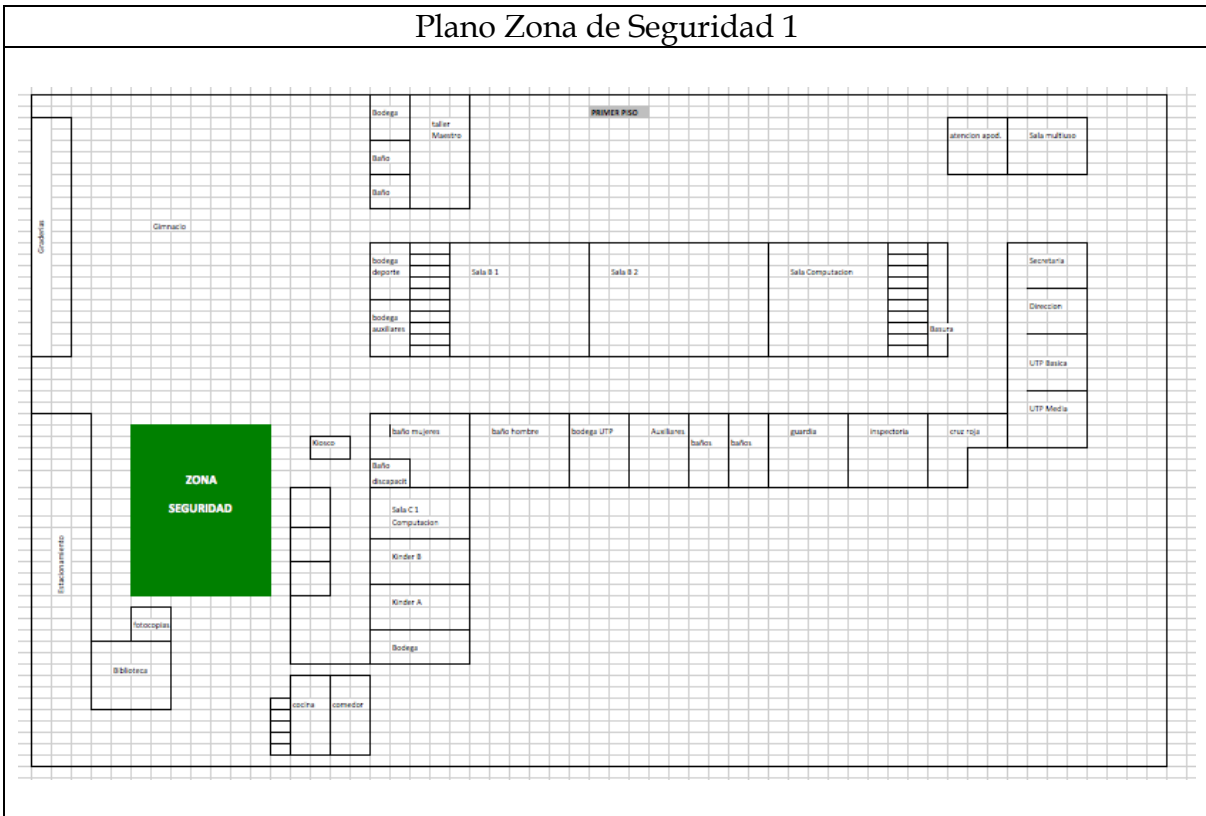 Plano Zona de Seguridad 1
PRIMER PISO
Bodega
taller
Maestro
Baño
Baño
atencion apod.
Sala multiuso
Graderias
Gimnacio
bodega
deporte
Sala B 1
Sala B 2
Sala Computacion
bodega
auxiliares
Basura
Secretaria
Direccion
UTP Basica
UTP Media
ZONA
SEGURIDAD
Kiosco
baño mujeres
baño hombre
bodega UTP
Auxiliares
baños
baños
guardia
inspectoria
cruz roja
Baño
discapacit
Sala C 1
Computacion
Kinder B
Kinder A
Bodega
Estacionamiento
fotocopias
Biblioteca
cocina
comedor